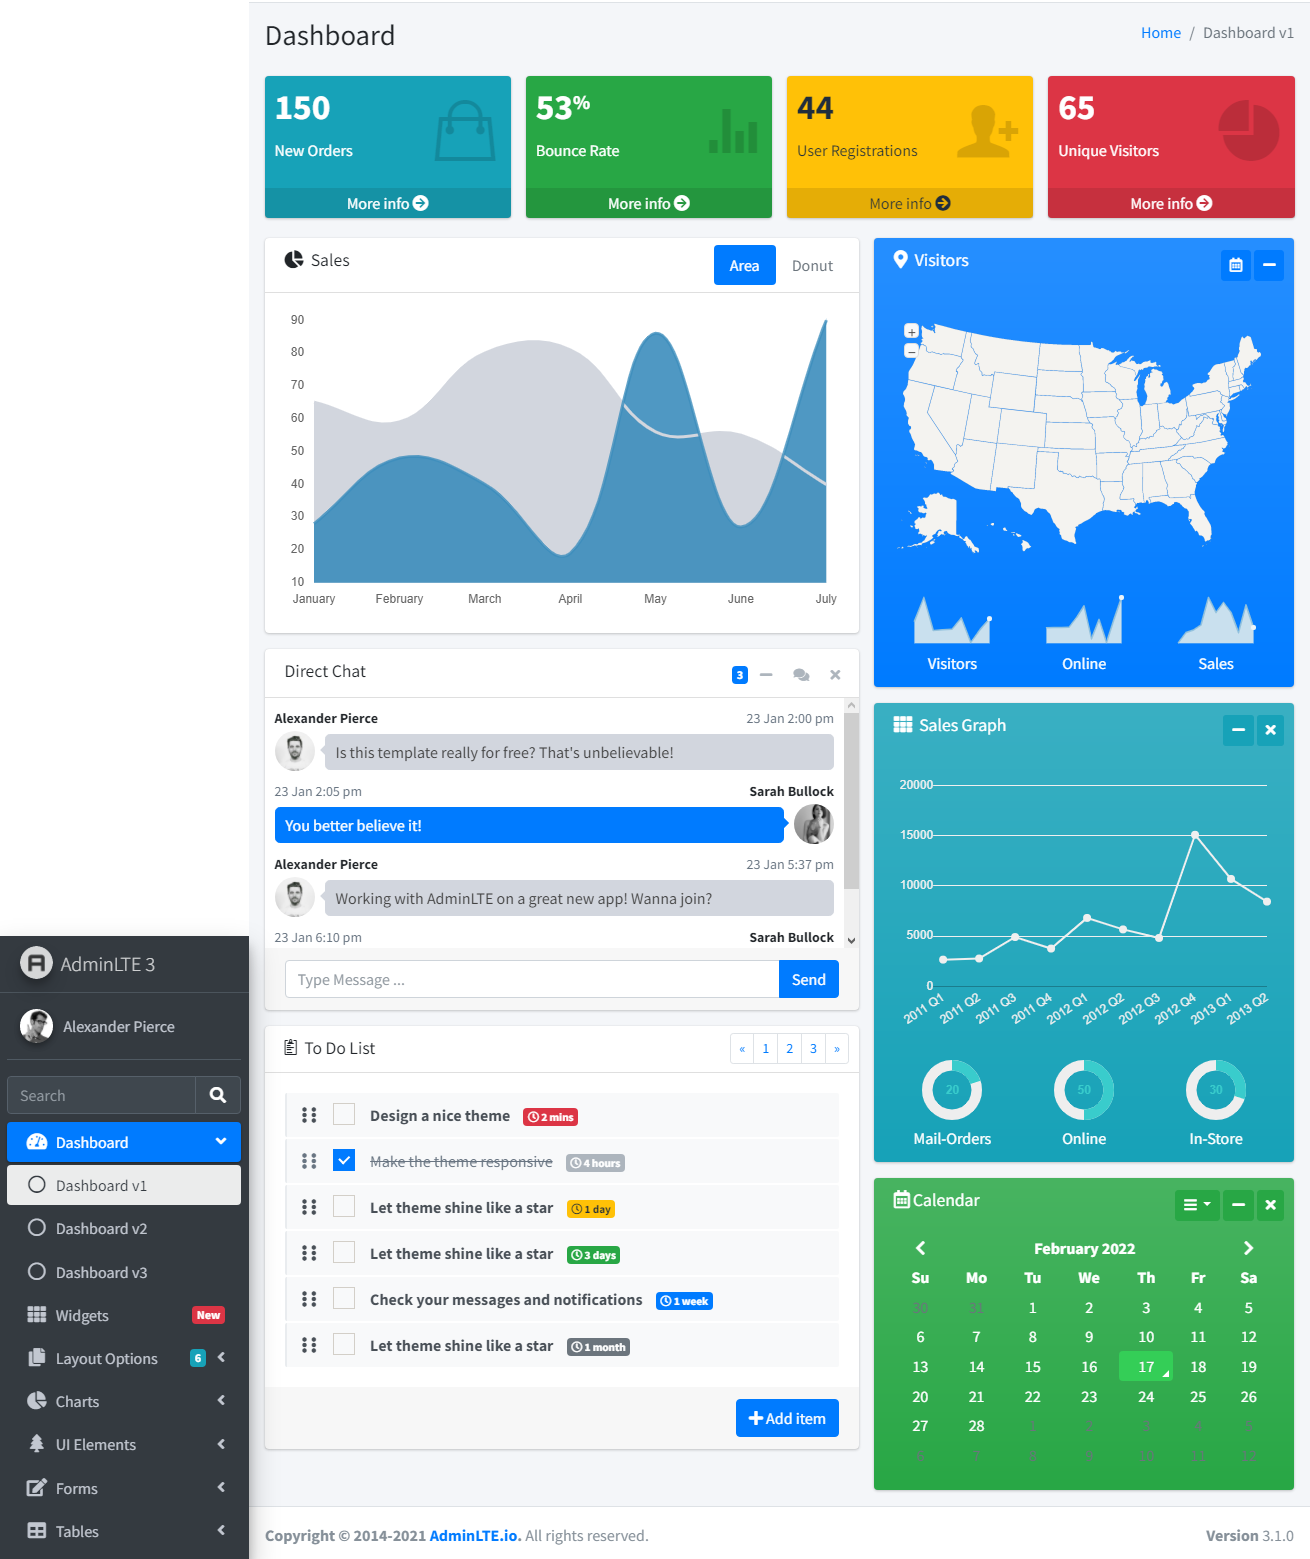 Dashboard
Home / Dashboard v1
150
New Orders
More info
53%
Bounce Rate
More info
44
User Registrations
More info
65
Unique Visitors
More info
Sales
Area
Donut
90
80
70
60
50
40
30
20
10
January February March April May June July
Visitors
+
−
Visitors
Online
Sales
Direct Chat
3
Alexander Pierce
23 Jan 2:00 pm
Is this template really for free? That's unbelievable!
23 Jan 2:05 pm
Sarah Bullock
You better believe it!
Alexander Pierce
23 Jan 5:37 pm
Working with AdminLTE on a great new app! Wanna join?
23 Jan 6:10 pm
Sarah Bullock
Type Message ...
Send
Sales Graph
20000
15000
10000
5000
0
2011 Q1 2011 Q2 2011 Q3 2011 Q4 2012 Q1 2012 Q2 2012 Q3 2012 Q4 2013 Q1 2013 Q2
20
50
30
Mail-Orders
Online
In-Store
To Do List
« 1 2 3 »
Design a nice theme 2 mins
Make the theme responsive 4 hours
Let theme shine like a star 1 day
Let theme shine like a star 3 days
Check your messages and notifications 1 week
Let theme shine like a star 1 month
Add item
Calendar
February 2022
Su Mo Tu We Th Fr Sa
30 31 1 2 3 4 5
6 7 8 9 10 11 12
13 14 15 16 17 18 19
20 21 22 23 24 25 26
27 28 1 2 3 4 5
6 7 8 9 10 11 12
AdminLTE 3
Alexander Pierce
Search
Dashboard
Dashboard v1
Dashboard v2
Dashboard v3
Widgets New
Layout Options 6
Charts
UI Elements
Forms
Tables
Copyright © 2014-2021 AdminLTE.io. All rights reserved.
Version 3.1.0